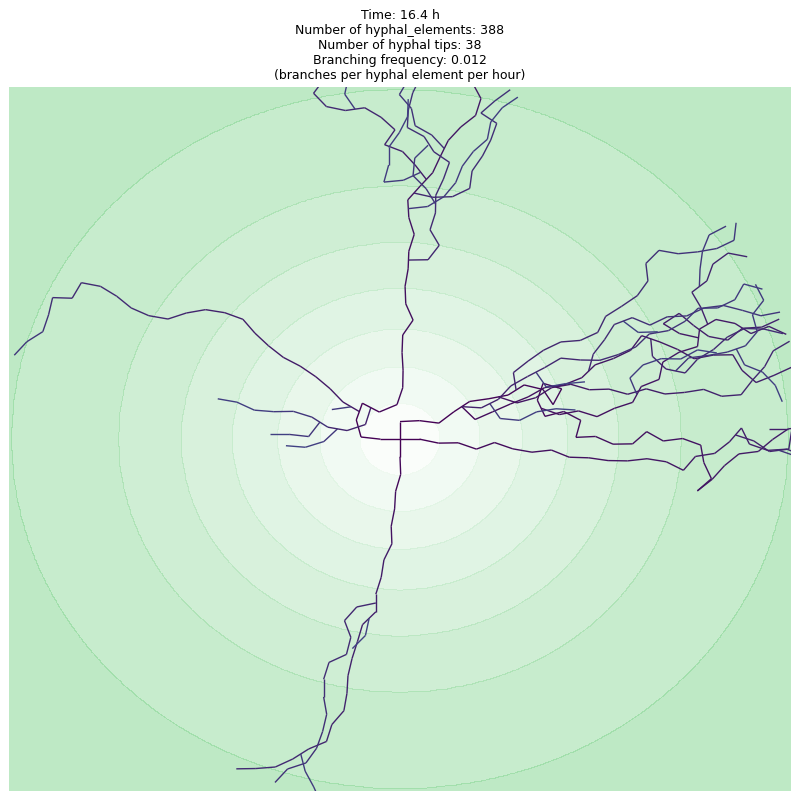 Time: 16.4 h
Number of hyphal_elements: 388
Number of hyphal tips: 38
Branching frequency: 0.012
(branches per hyphal element per hour)